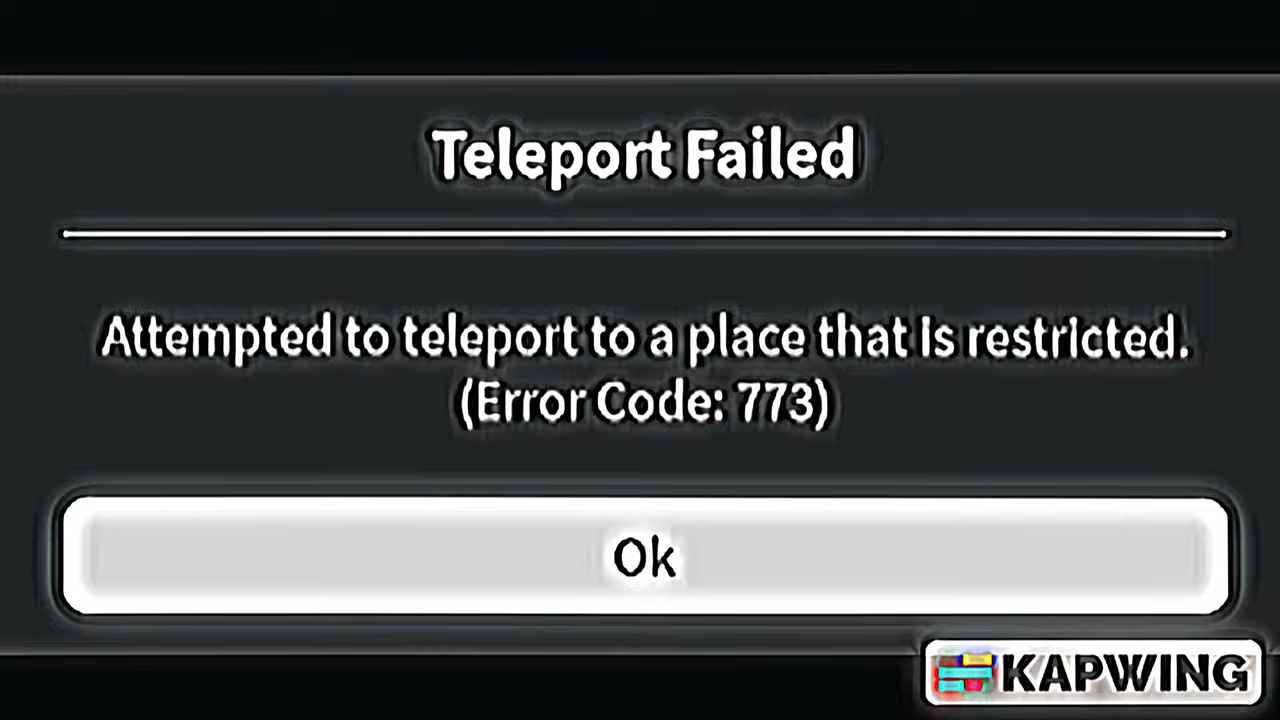 Teleport Failed
Attempted to teleport to a place that is restricted.
(Error Code: 773)
Ok
KAPWING